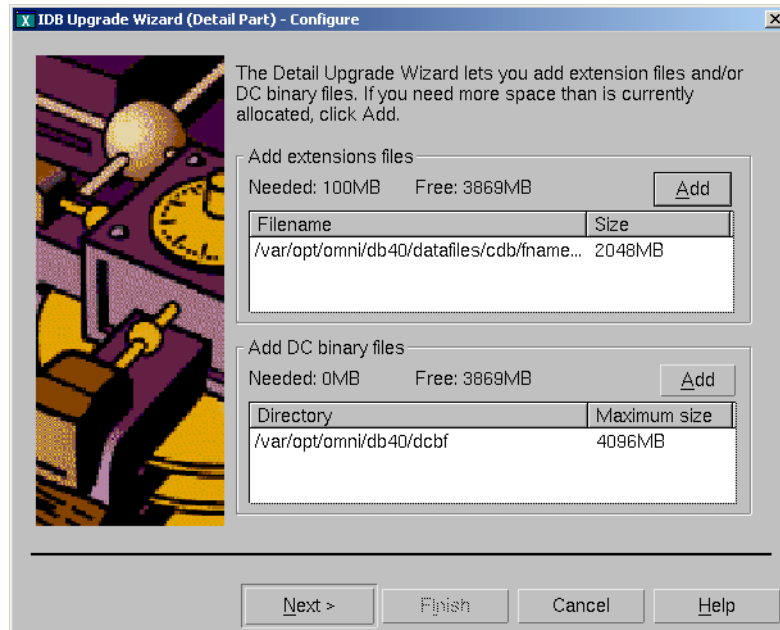 IDB Upgrade Wizard (Detail Part) - Configure
The Detail Upgrade Wizard lets you add extension files and/or
DC binary files. If you need more space than is currently
allocated, click Add.
Add extensions files
Needed: 100MB Free: 3869MB Add
Filename Size
/var/opt/omni/db40/datafiles/cdb/fname... 2048MB
Add DC binary files
Needed: 0MB Free: 3869MB Add
Directory Maximum size
/var/opt/omni/db40/dcbf 4096MB
Next > Finish Cancel Help